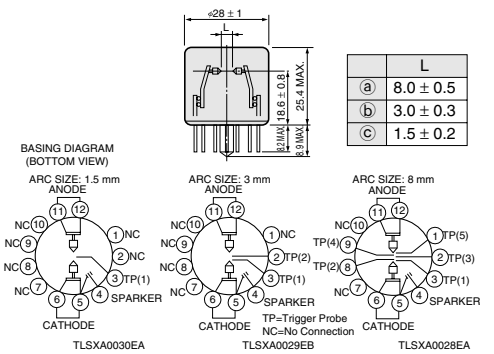 φ28 ± 1
L
18.6 ± 0.8
25.4 MAX.
8.2 MAX.
8.9 MAX.
L
ⓐ 8.0 ± 0.5
ⓑ 3.0 ± 0.3
ⓒ 1.5 ± 0.2
BASING DIAGRAM
(BOTTOM VIEW)
ARC SIZE: 1.5 mm
ANODE
11 12
NC 10
NC 9
NC 8
NC 7
1 NC
2 NC
3 TP(1)
4 SPARKER
6 5
CATHODE
TLSXA0030EA
ARC SIZE: 3 mm
ANODE
11 12
NC 10
NC 9
NC 8
NC 7
1 NC
2 TP(2)
3 TP(1)
4 SPARKER
6 5
CATHODE
TP=Trigger Probe
NC=No Connection
TLSXA0029EB
ARC SIZE: 8 mm
ANODE
11 12
NC 10
TP(4) 9
TP(2) 8
NC 7
1 TP(5)
2 TP(3)
3 TP(1)
4 SPARKER
6 5
CATHODE
TLSXA0028EA